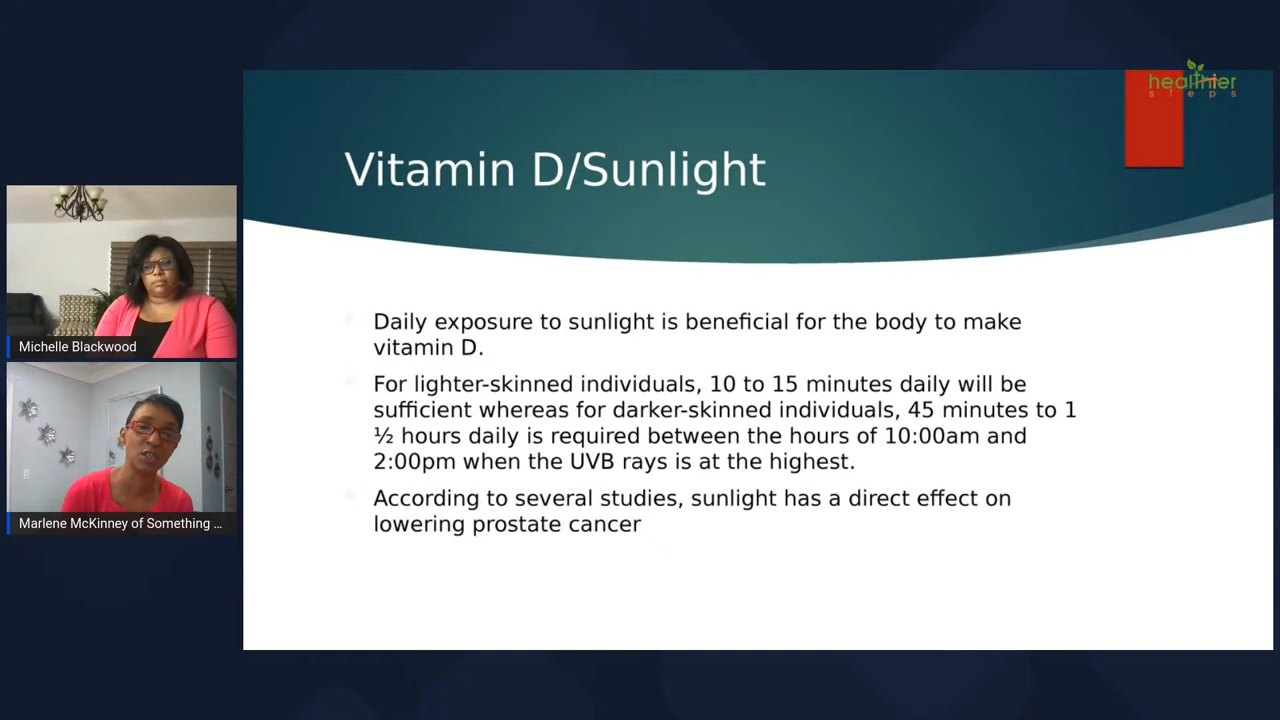 healthier
steps
Vitamin D/Sunlight
Michelle Blackwood
Marlene McKinney of Something ...
Daily exposure to sunlight is beneficial for the body to make
vitamin D.
For lighter-skinned individuals, 10 to 15 minutes daily will be
sufficient whereas for darker-skinned individuals, 45 minutes to 1
½ hours daily is required between the hours of 10:00am and
2:00pm when the UVB rays is at the highest.
According to several studies, sunlight has a direct effect on
lowering prostate cancer